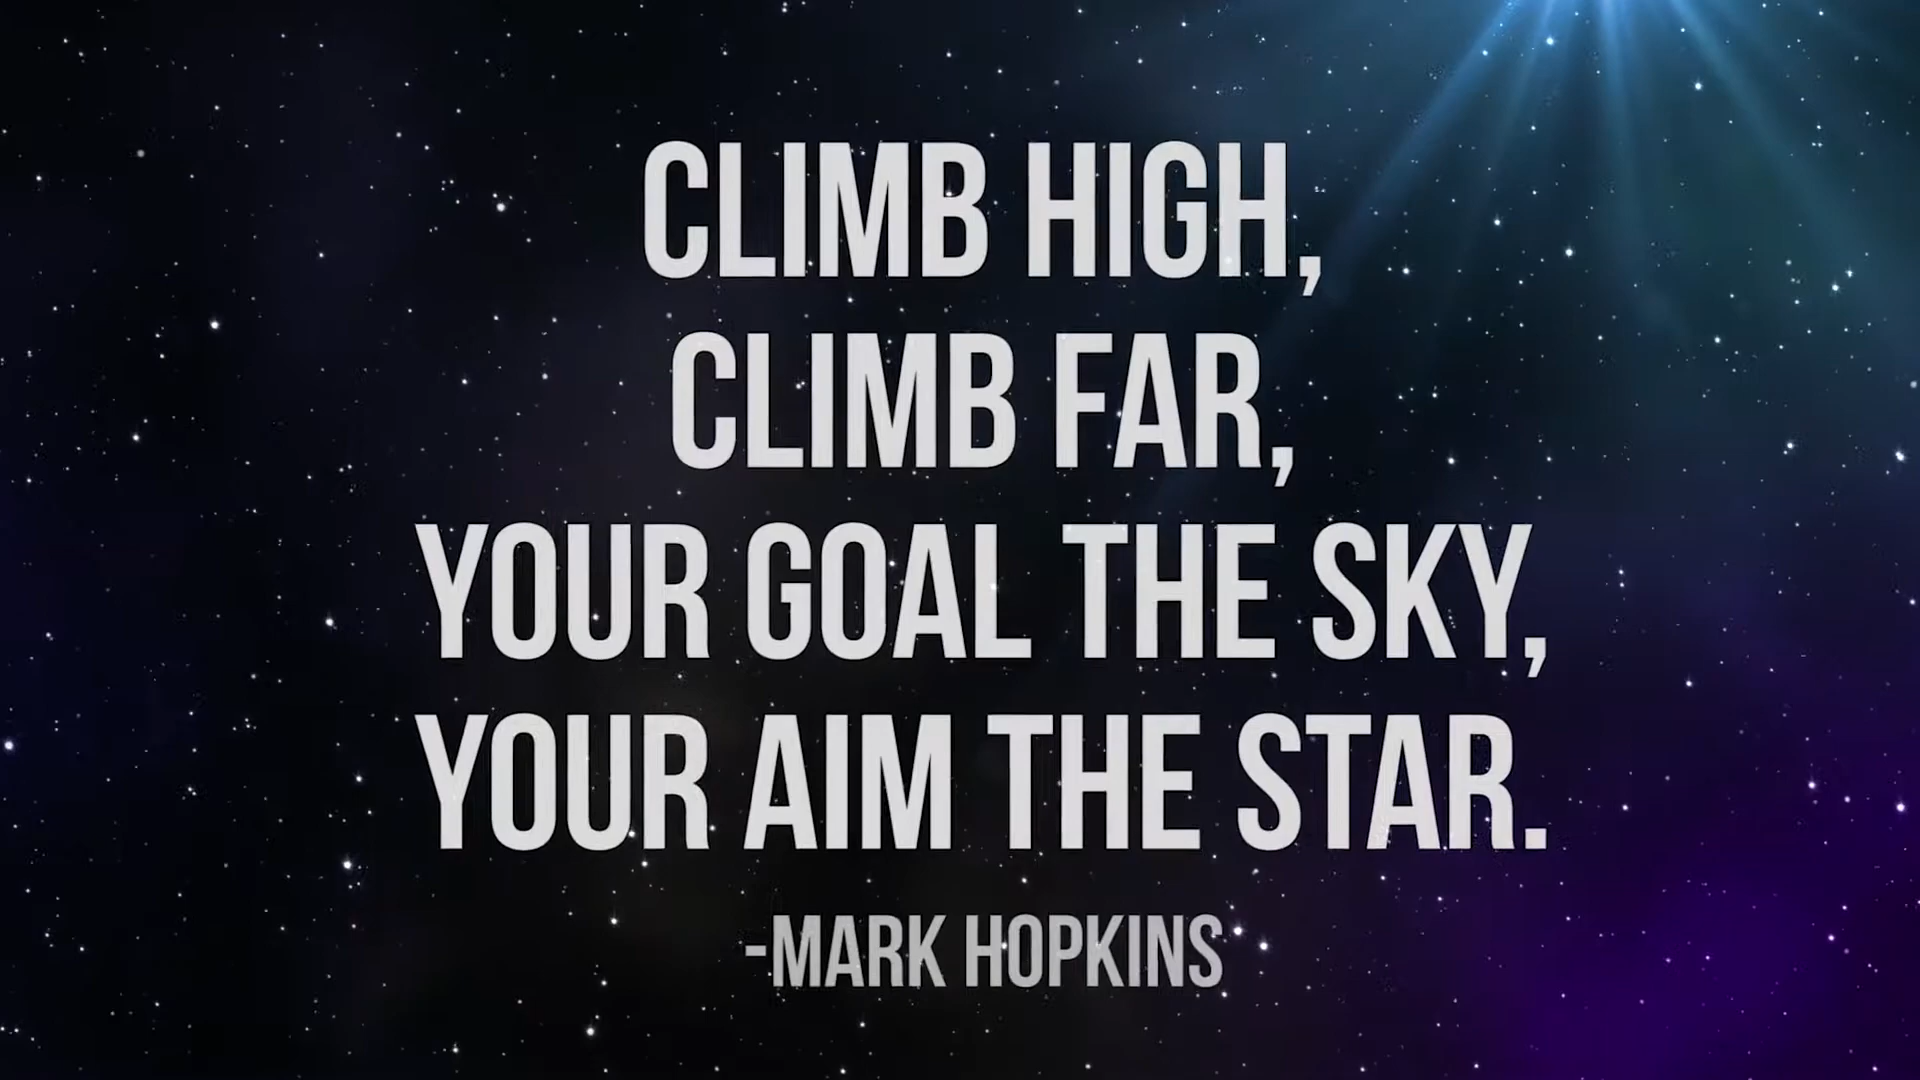 CLIMB HIGH,
CLIMB FAR,
YOUR GOAL THE SKY,
YOUR AIM THE STAR.
-MARK HOPKINS